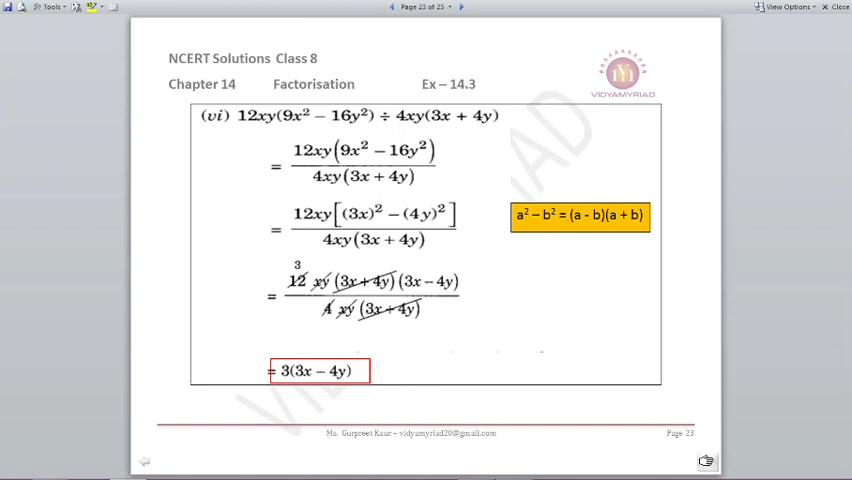 Tools
Page 23 of 25
View Options
Close
NCERT Solutions Class 8
Chapter 14 Factorisation Ex – 14.3
VIDYAMYRIAD
(vi) 12xy(9x² − 16y²) ÷ 4xy(3x + 4y)
= 12xy(9x² − 16y²)
4xy(3x + 4y)
= 12xy[(3x)² − (4y)²]
4xy(3x + 4y)
a² – b² = (a - b)(a + b)
3
= 12 xy (3x + 4y) (3x − 4y)
4 xy (3x + 4y)
= 3(3x − 4y)
Ms. Gurpreet Kaur – vidyamyriad20@gmail.com Page 23